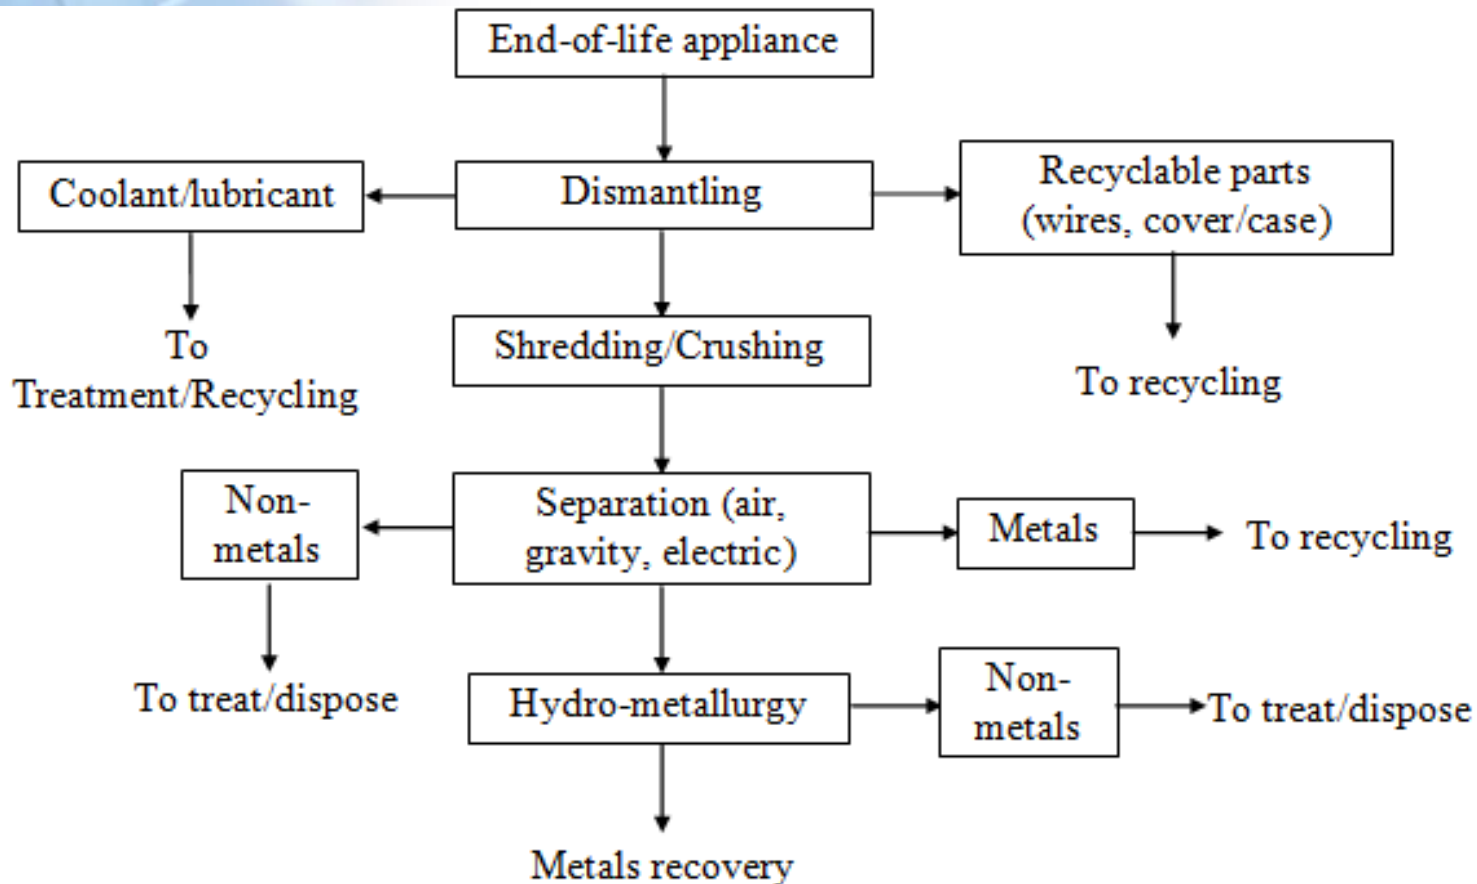 End-of-life appliance
Coolant/lubricant
Dismantling
Recyclable parts
(wires, cover/case)
To
Treatment/Recycling
Shredding/Crushing
To recycling
Non-
metals
Separation (air,
gravity, electric)
Metals
To recycling
To treat/dispose
Hydro-metallurgy
Non-
metals
To treat/dispose
Metals recovery